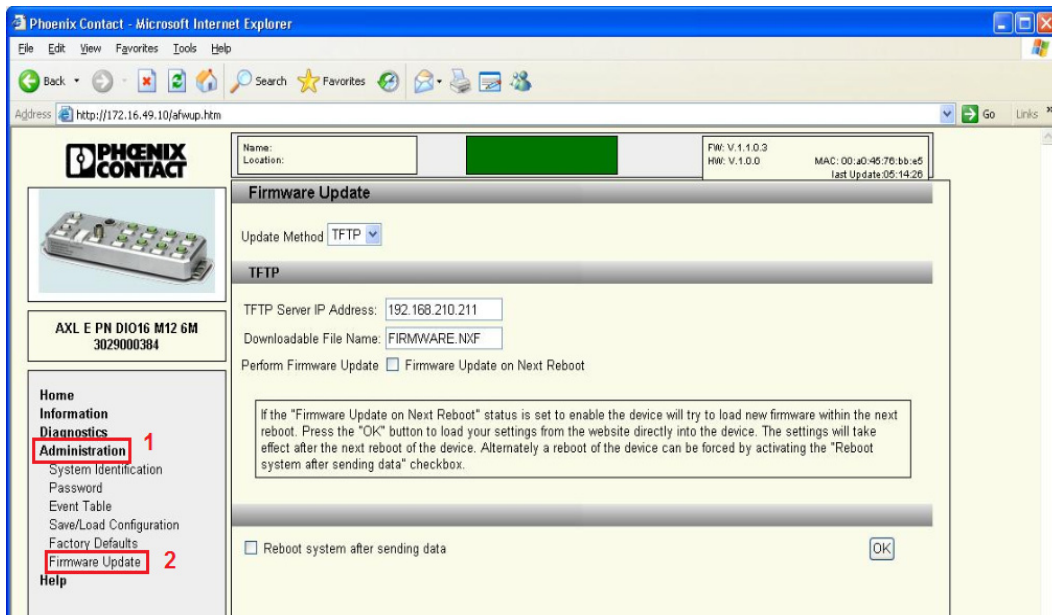 Phoenix Contact - Microsoft Internet Explorer
File Edit View Favorites Tools Help
Back Search Favorites
Address http://172.16.49.10/afwup.htm Go Links »
PHŒNIX
CONTACT
Name:
Location:
FW: V.1.1.0.3
HW: V.1.0.0 MAC: 00:a0:45:76:bb:e5
last Update:05:14:26
Firmware Update
Update Method TFTP
TFTP
TFTP Server IP Address: 192.168.210.211
Downloadable File Name: FIRMWARE.NXF
Perform Firmware Update Firmware Update on Next Reboot
If the "Firmware Update on Next Reboot" status is set to enable the device will try to load new firmware within the next
reboot. Press the "OK" button to load your settings from the website directly into the device. The settings will take
effect after the next reboot of the device. Alternately a reboot of the device can be forced by activating the "Reboot
system after sending data" checkbox.
Reboot system after sending data OK
AXL E PN DIO16 M12 6M
3029000384
Home
Information
Diagnostics
Administration 1
System Identification
Password
Event Table
Save/Load Configuration
Factory Defaults
Firmware Update 2
Help